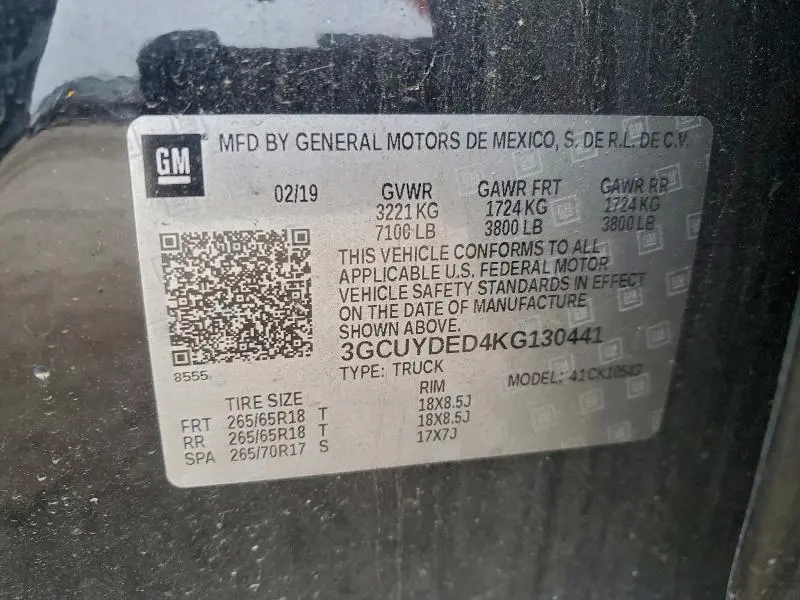 GM
MFD BY GENERAL MOTORS DE MEXICO, S. DE R.L. DE C.V.
02/19 GVWR GAWR FRT GAWR RR
3221 KG 1724 KG 1724 KG
7106 LB 3800 LB 3800 LB
THIS VEHICLE CONFORMS TO ALL
APPLICABLE U.S. FEDERAL MOTOR
VEHICLE SAFETY STANDARDS IN EFFECT
ON THE DATE OF MANUFACTURE
SHOWN ABOVE.
3GCUYDED4KG130441
8555 TYPE: TRUCK MODEL: 41CK10543
TIRE SIZE RIM
FRT 265/65R18 T 18X8.5J
RR 265/65R18 T 18X8.5J
SPA 265/70R17 S 17X7J